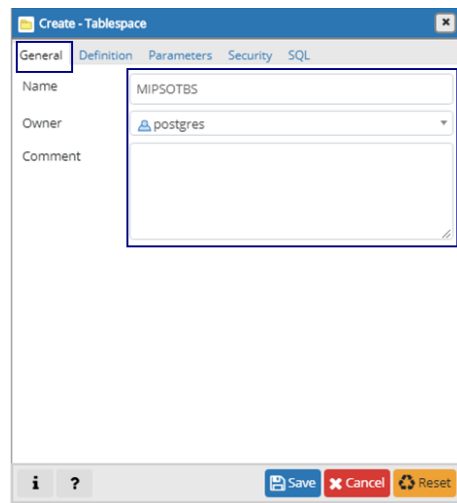 Create - Tablespace
General Definition Parameters Security SQL
Name MIPSOTBS
Owner postgres
Comment
i ? Save Cancel Reset